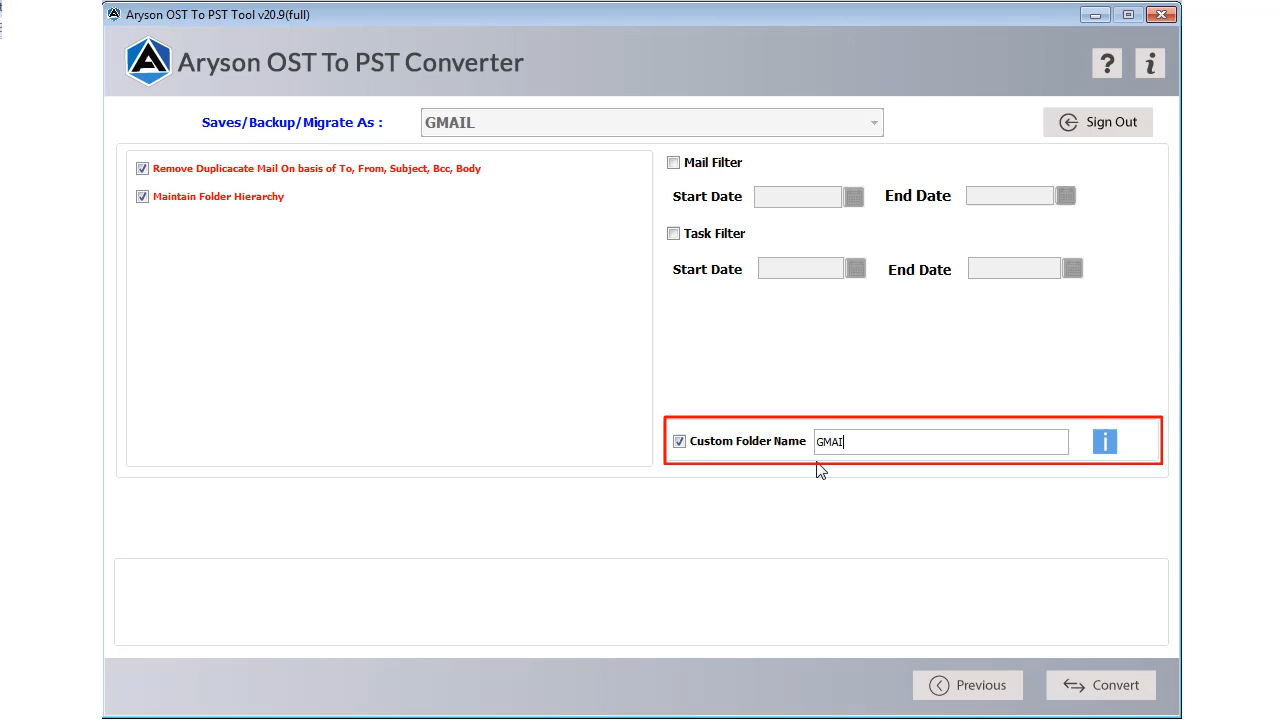 Aryson OST To PST Tool v20.9(full)
Aryson OST To PST Converter
? i
Saves/Backup/Migrate As : GMAIL Sign Out
Remove Duplicacate Mail On basis of To, From, Subject, Bcc, Body
Maintain Folder Hierarchy
Mail Filter
Start Date End Date
Task Filter
Start Date End Date
Custom Folder Name GMAI i
Previous Convert